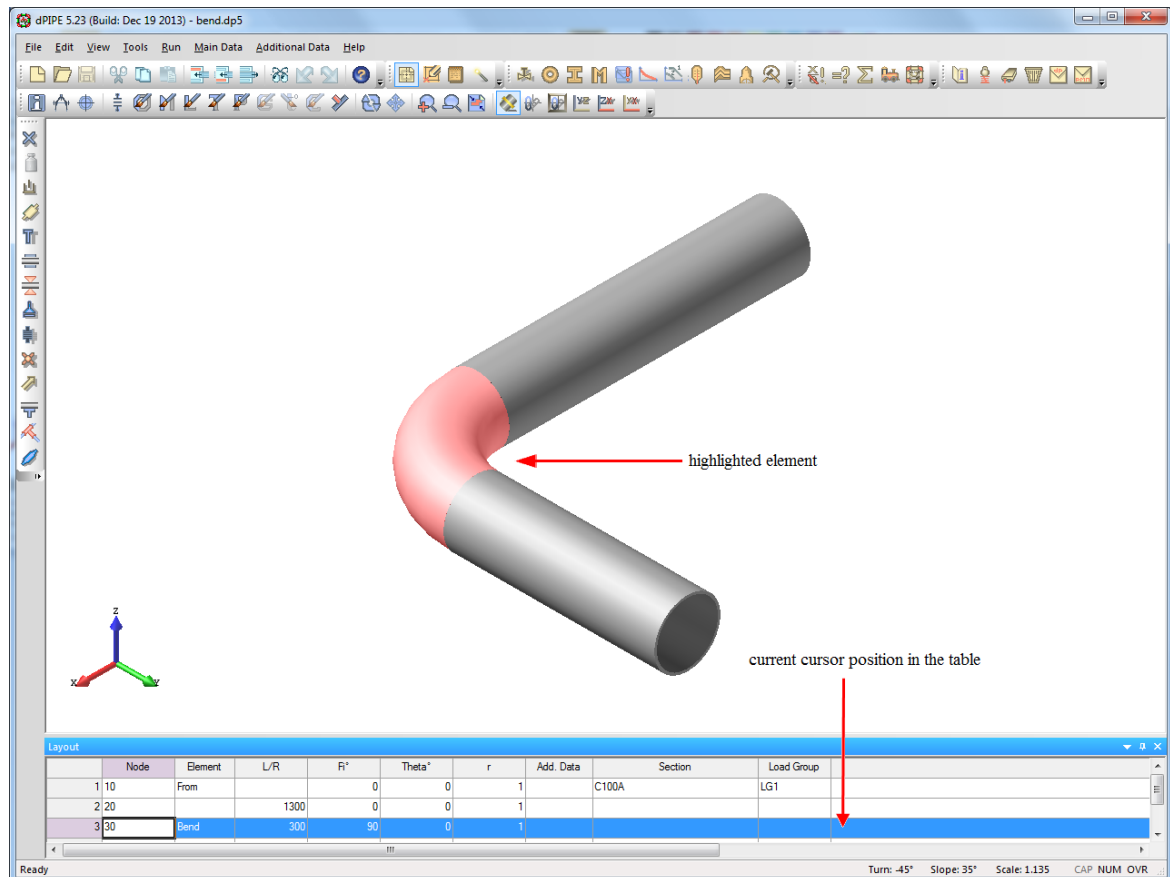 dPIPE 5.23 (Build: Dec 19 2013) - bend.dp5
File Edit View Tools Run Main Data Additional Data Help
highlighted element
current cursor position in the table
z
x
Y
Layout
Node Element L/R Fi° Theta° r Add. Data Section Load Group
1 10 From 0 0 1 C100A LG1
2 20 1300 0 0 1
3 30 Bend 300 90 0 1
Ready Turn: -45° Slope: 35° Scale: 1.135 CAP NUM OVR